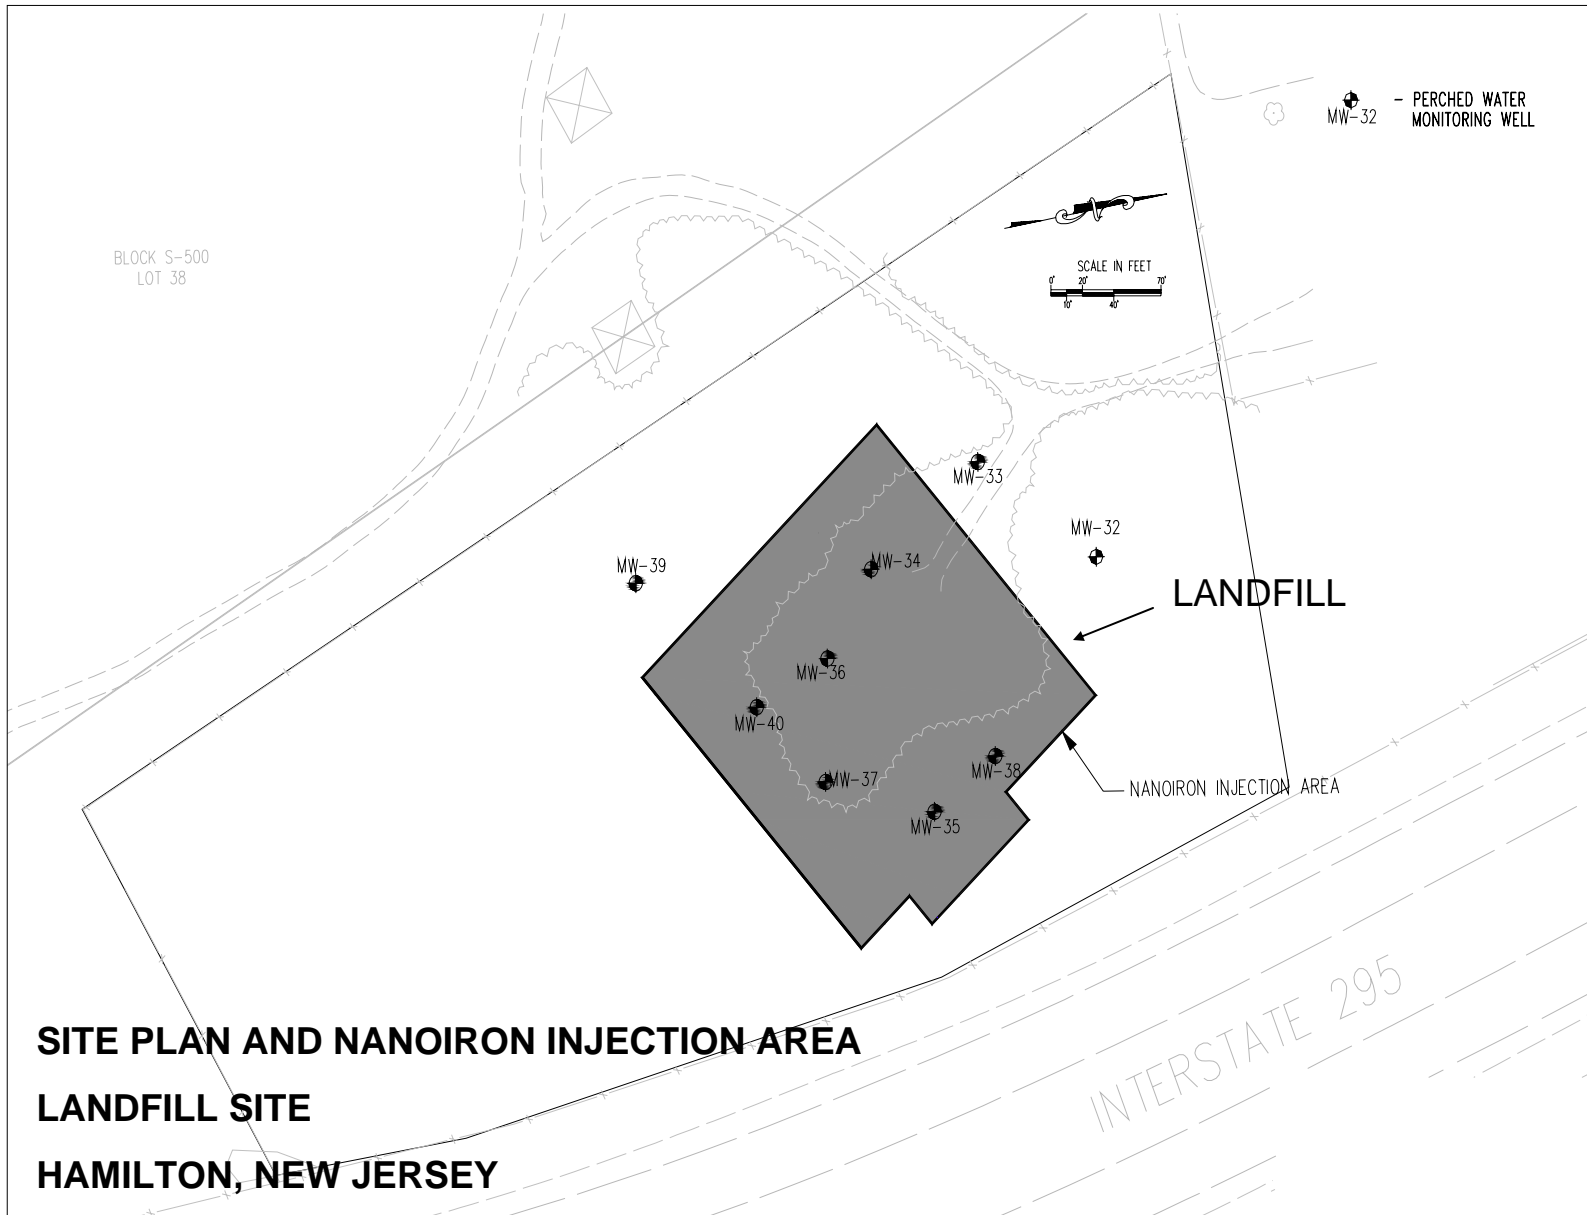 MW-32
- PERCHED WATER
MONITORING WELL
BLOCK S-500
LOT 38
SCALE IN FEET
0' 20' 70'
10' 40'
MW-33
MW-32
MW-39
MW-34
LANDFILL
MW-36
MW-40
MW-38
MW-37
NANOIRON INJECTION AREA
MW-35
INTERSTATE 295
SITE PLAN AND NANOIRON INJECTION AREA
LANDFILL SITE
HAMILTON, NEW JERSEY